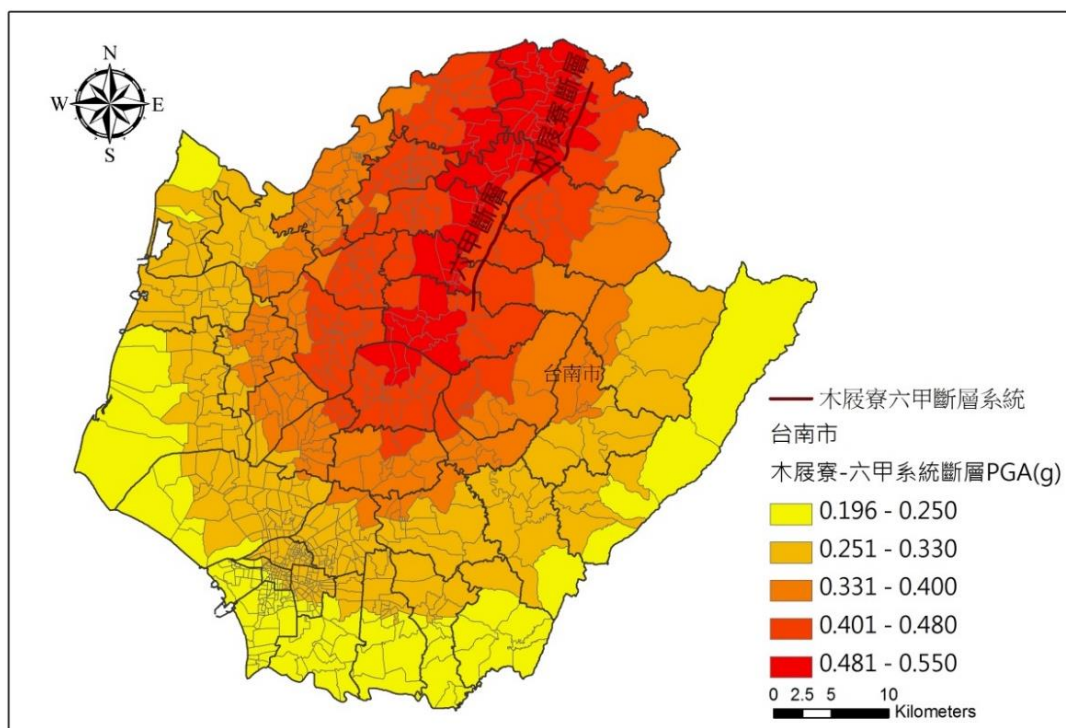 N
W E
S
木屐寮斷層
六甲斷層
台南市
木屐寮六甲斷層系統
台南市
木屐寮-六甲系統斷層PGA(g)
0.196 - 0.250
0.251 - 0.330
0.331 - 0.400
0.401 - 0.480
0.481 - 0.550
0 2.5 5 10
Kilometers